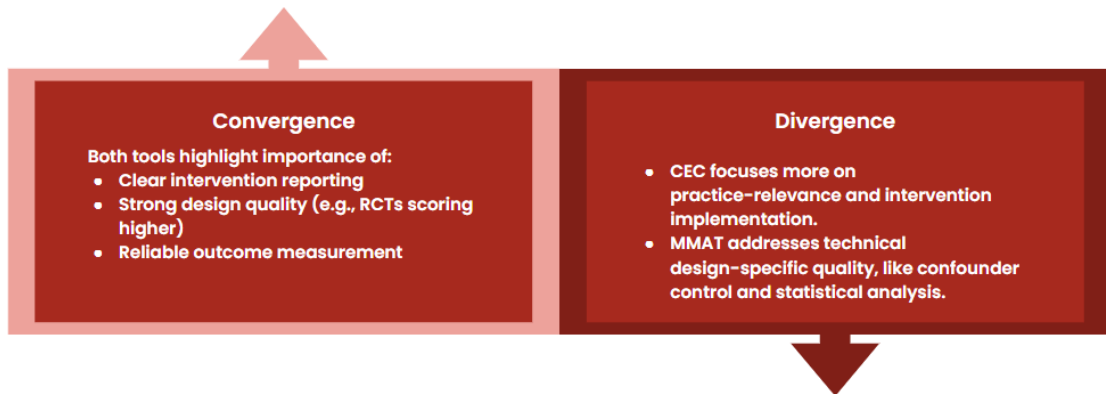 Convergence
Both tools highlight importance of:
● Clear intervention reporting
● Strong design quality (e.g., RCTs scoring
higher)
● Reliable outcome measurement
Divergence
● CEC focuses more on
practice-relevance and intervention
implementation.
● MMAT addresses technical
design-specific quality, like confounder
control and statistical analysis.